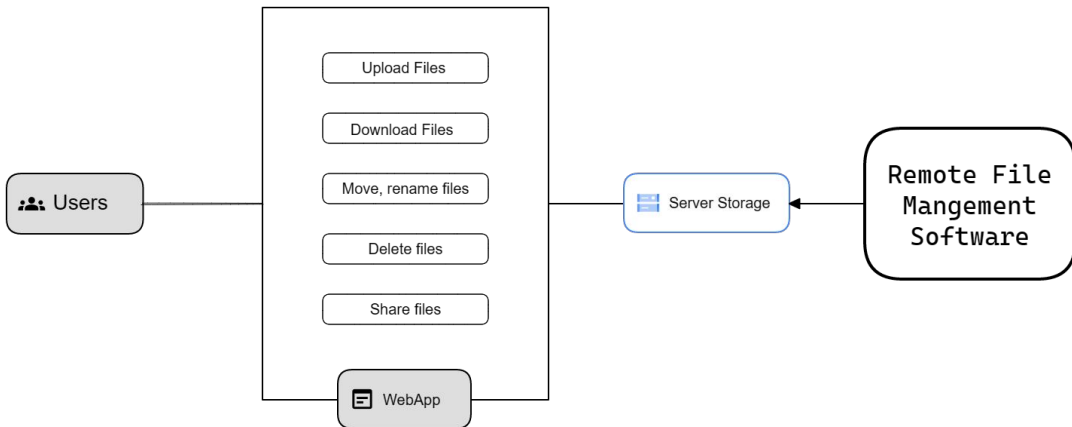 Users
Upload Files
Download Files
Move, rename files
Delete files
Share files
WebApp
Server Storage
Remote File
Mangement
Software